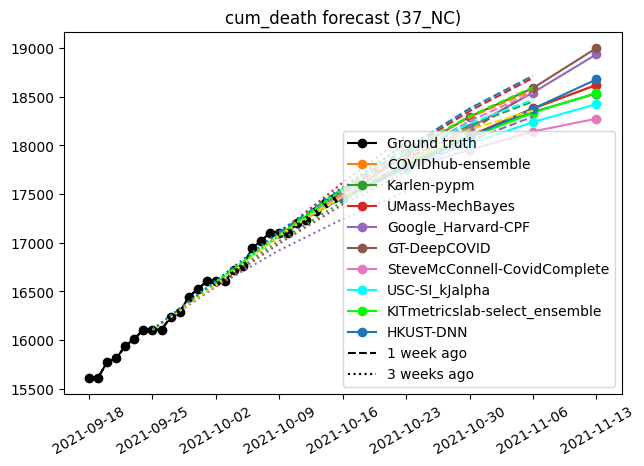 cum_death forecast (37_NC)
19000
18500
18000
17500
17000
16500
16000
15500
Ground truth
COVIDhub-ensemble
Karlen-pypm
UMass-MechBayes
Google_Harvard-CPF
GT-DeepCOVID
SteveMcConnell-CovidComplete
USC-SI_kJalpha
KITmetricslab-select_ensemble
HKUST-DNN
1 week ago
3 weeks ago
2021-09-18
2021-09-25
2021-10-02
2021-10-09
2021-10-16
2021-10-23
2021-10-30
2021-11-06
2021-11-13